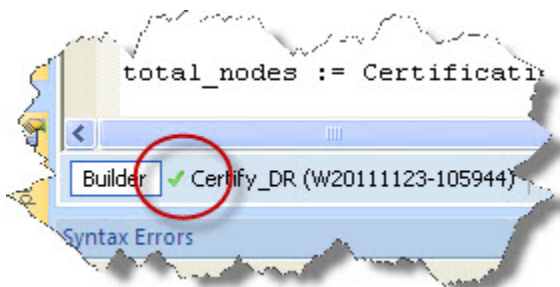 total_nodes := Certificati
Builder Certify_DR (W20111123-105944)
Syntax Errors